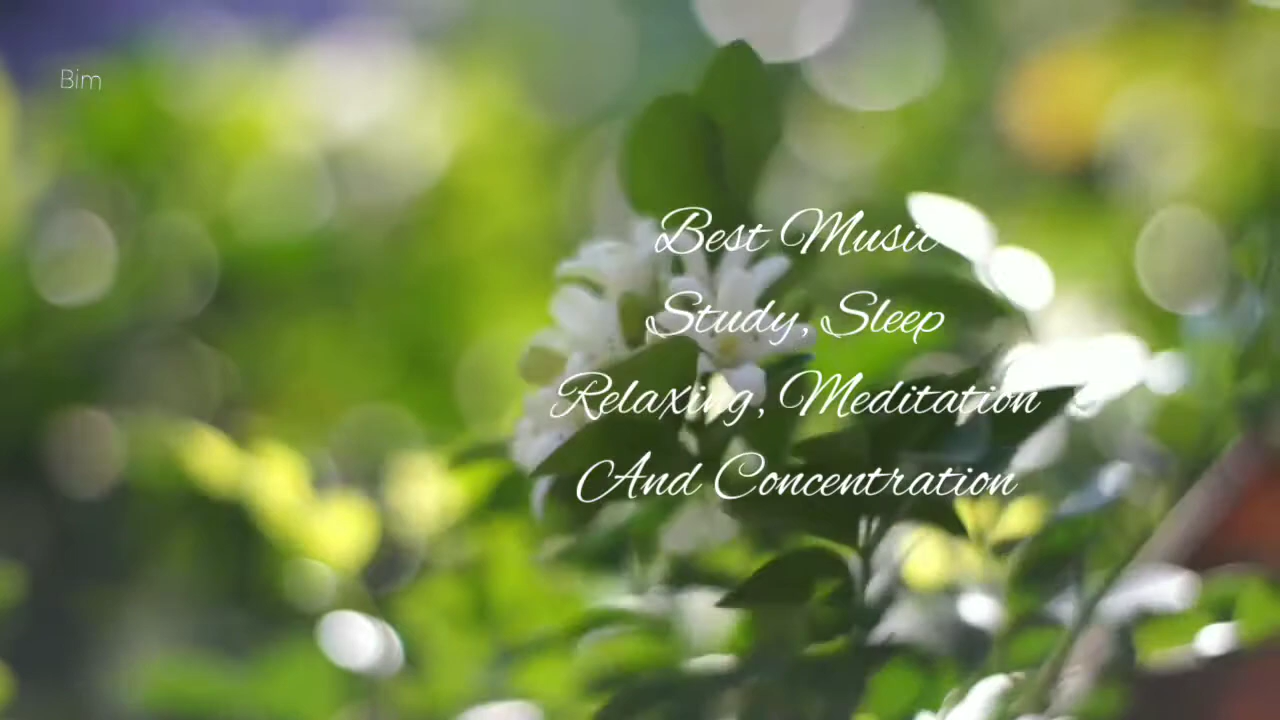 Bim
Best Music
Study, Sleep
Relaxing, Meditation
And Concentration